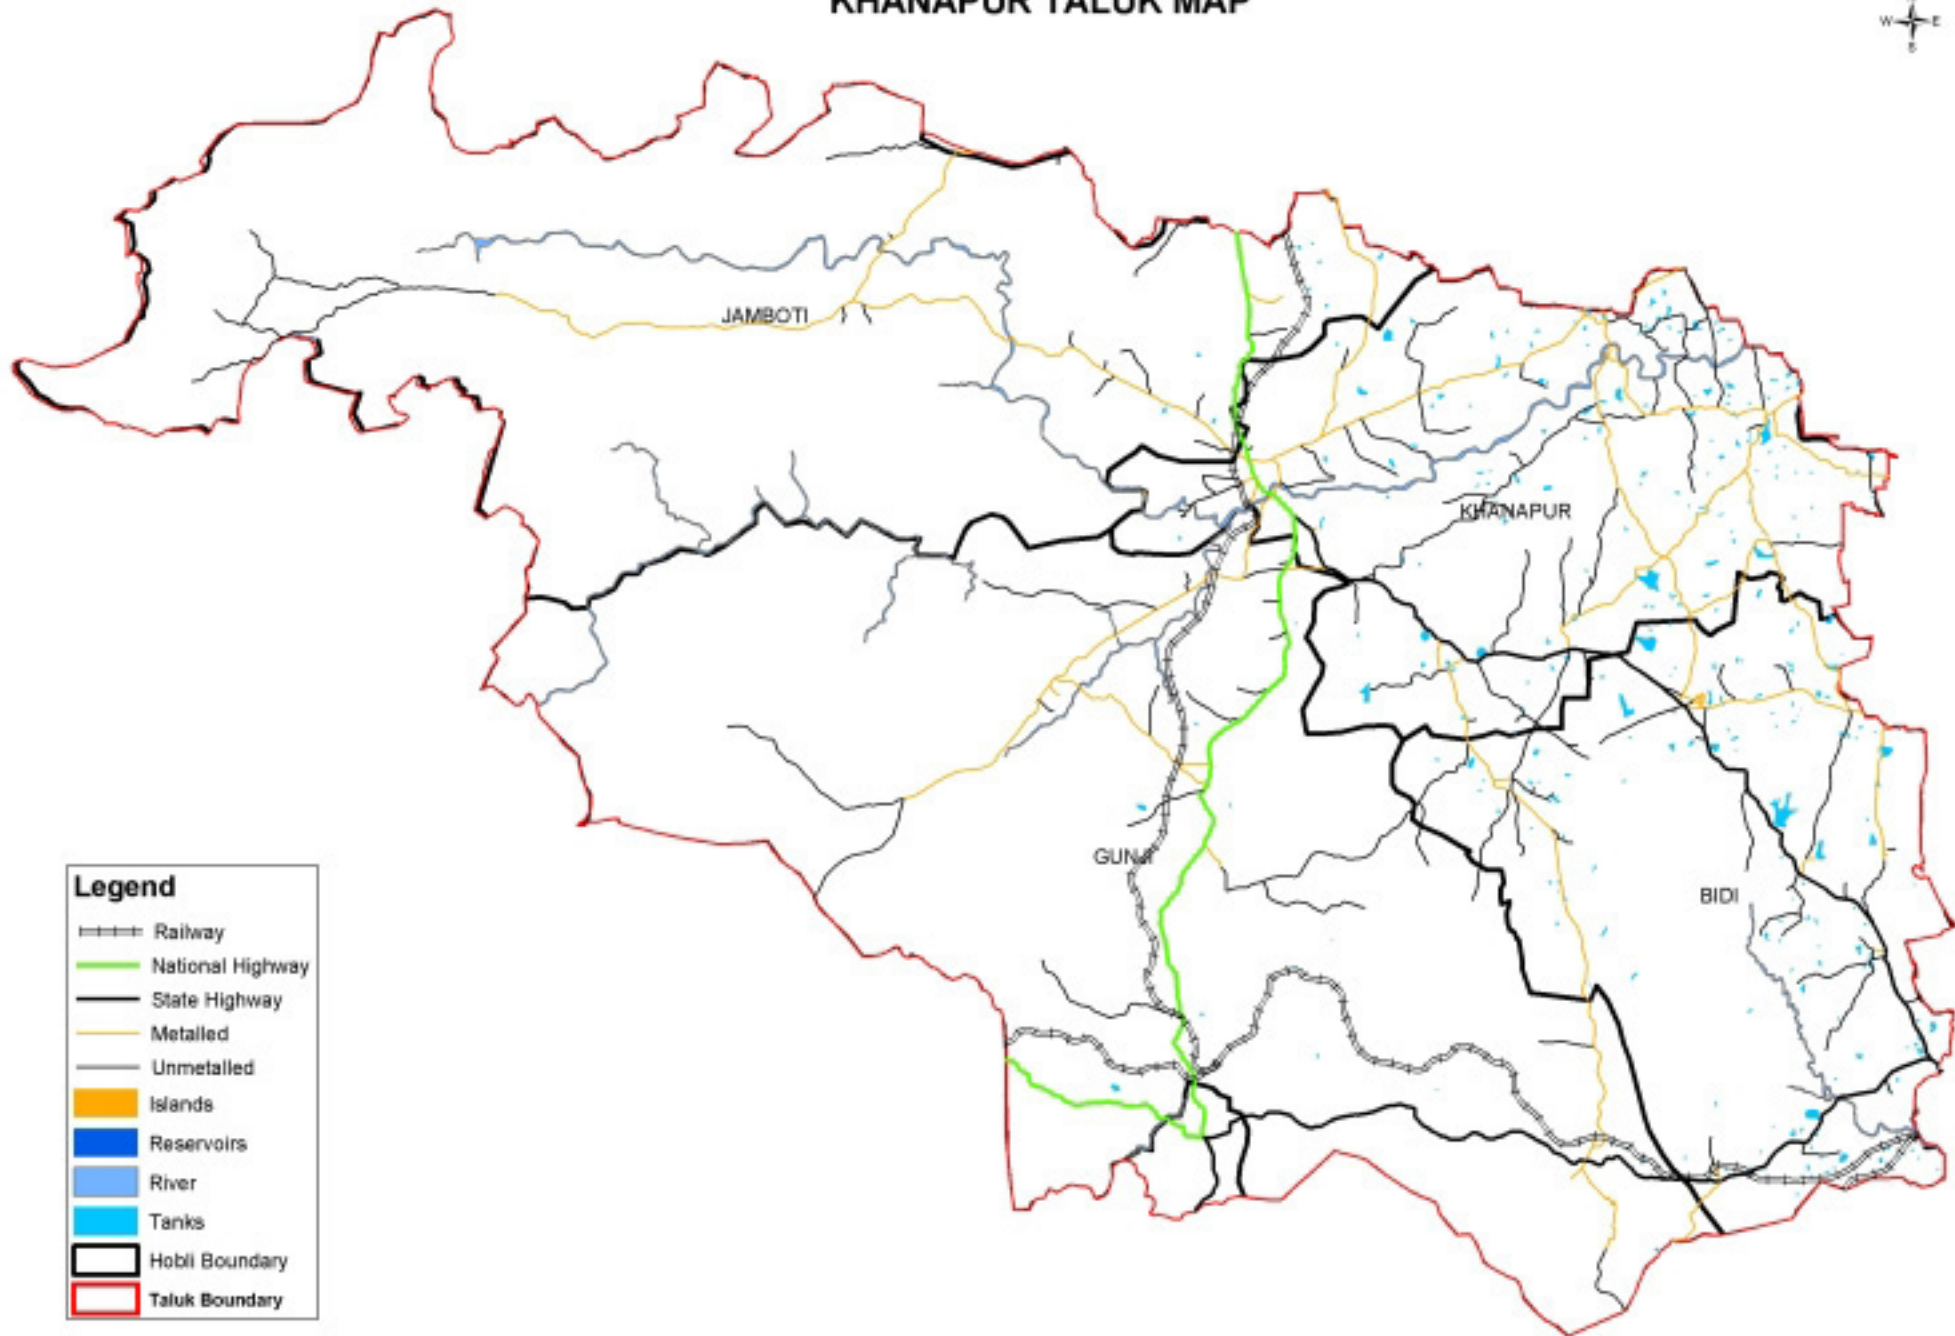 KHANAPUR TALUK MAP
W E
S
JAMBOTI
KHANAPUR
GUNJI
BIDI
Legend
Railway
National Highway
State Highway
Metalled
Unmetalled
Islands
Reservoirs
River
Tanks
Hobli Boundary
Taluk Boundary